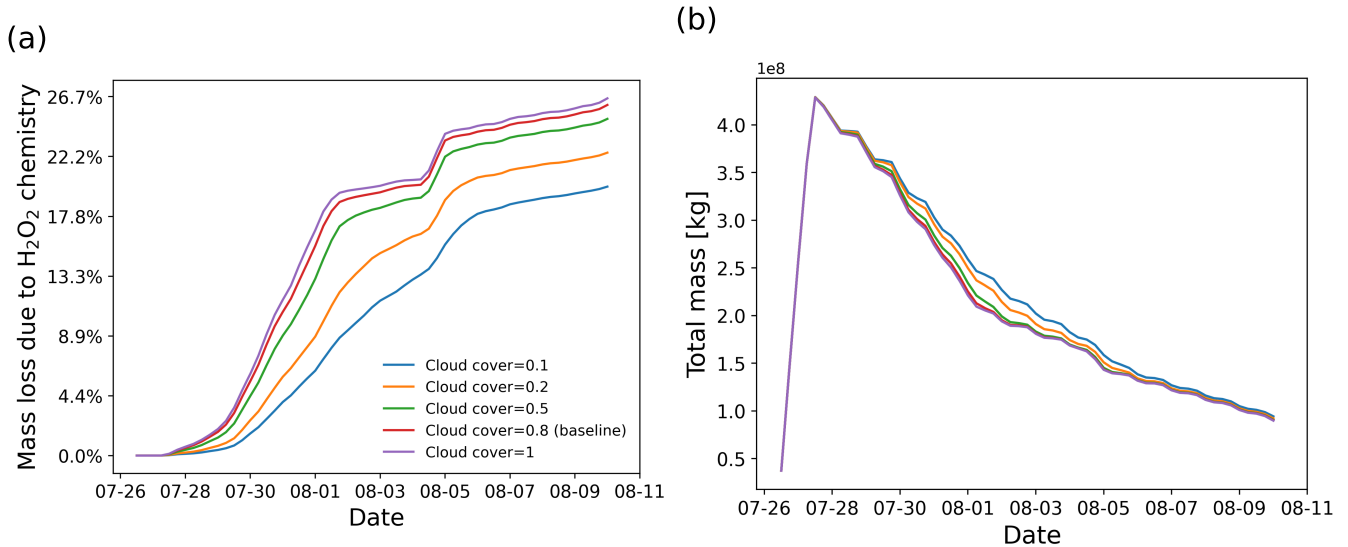 (a)
Mass loss due to H₂O₂ chemistry
26.7%
22.2%
17.8%
13.3%
8.9%
4.4%
0.0%
Cloud cover=0.1
Cloud cover=0.2
Cloud cover=0.5
Cloud cover=0.8 (baseline)
Cloud cover=1
07-26 07-28 07-30 08-01 08-03 08-05 08-07 08-09 08-11
Date
(b)
1e8
Total mass [kg]
4.0
3.5
3.0
2.5
2.0
1.5
1.0
0.5
07-26 07-28 07-30 08-01 08-03 08-05 08-07 08-09 08-11
Date